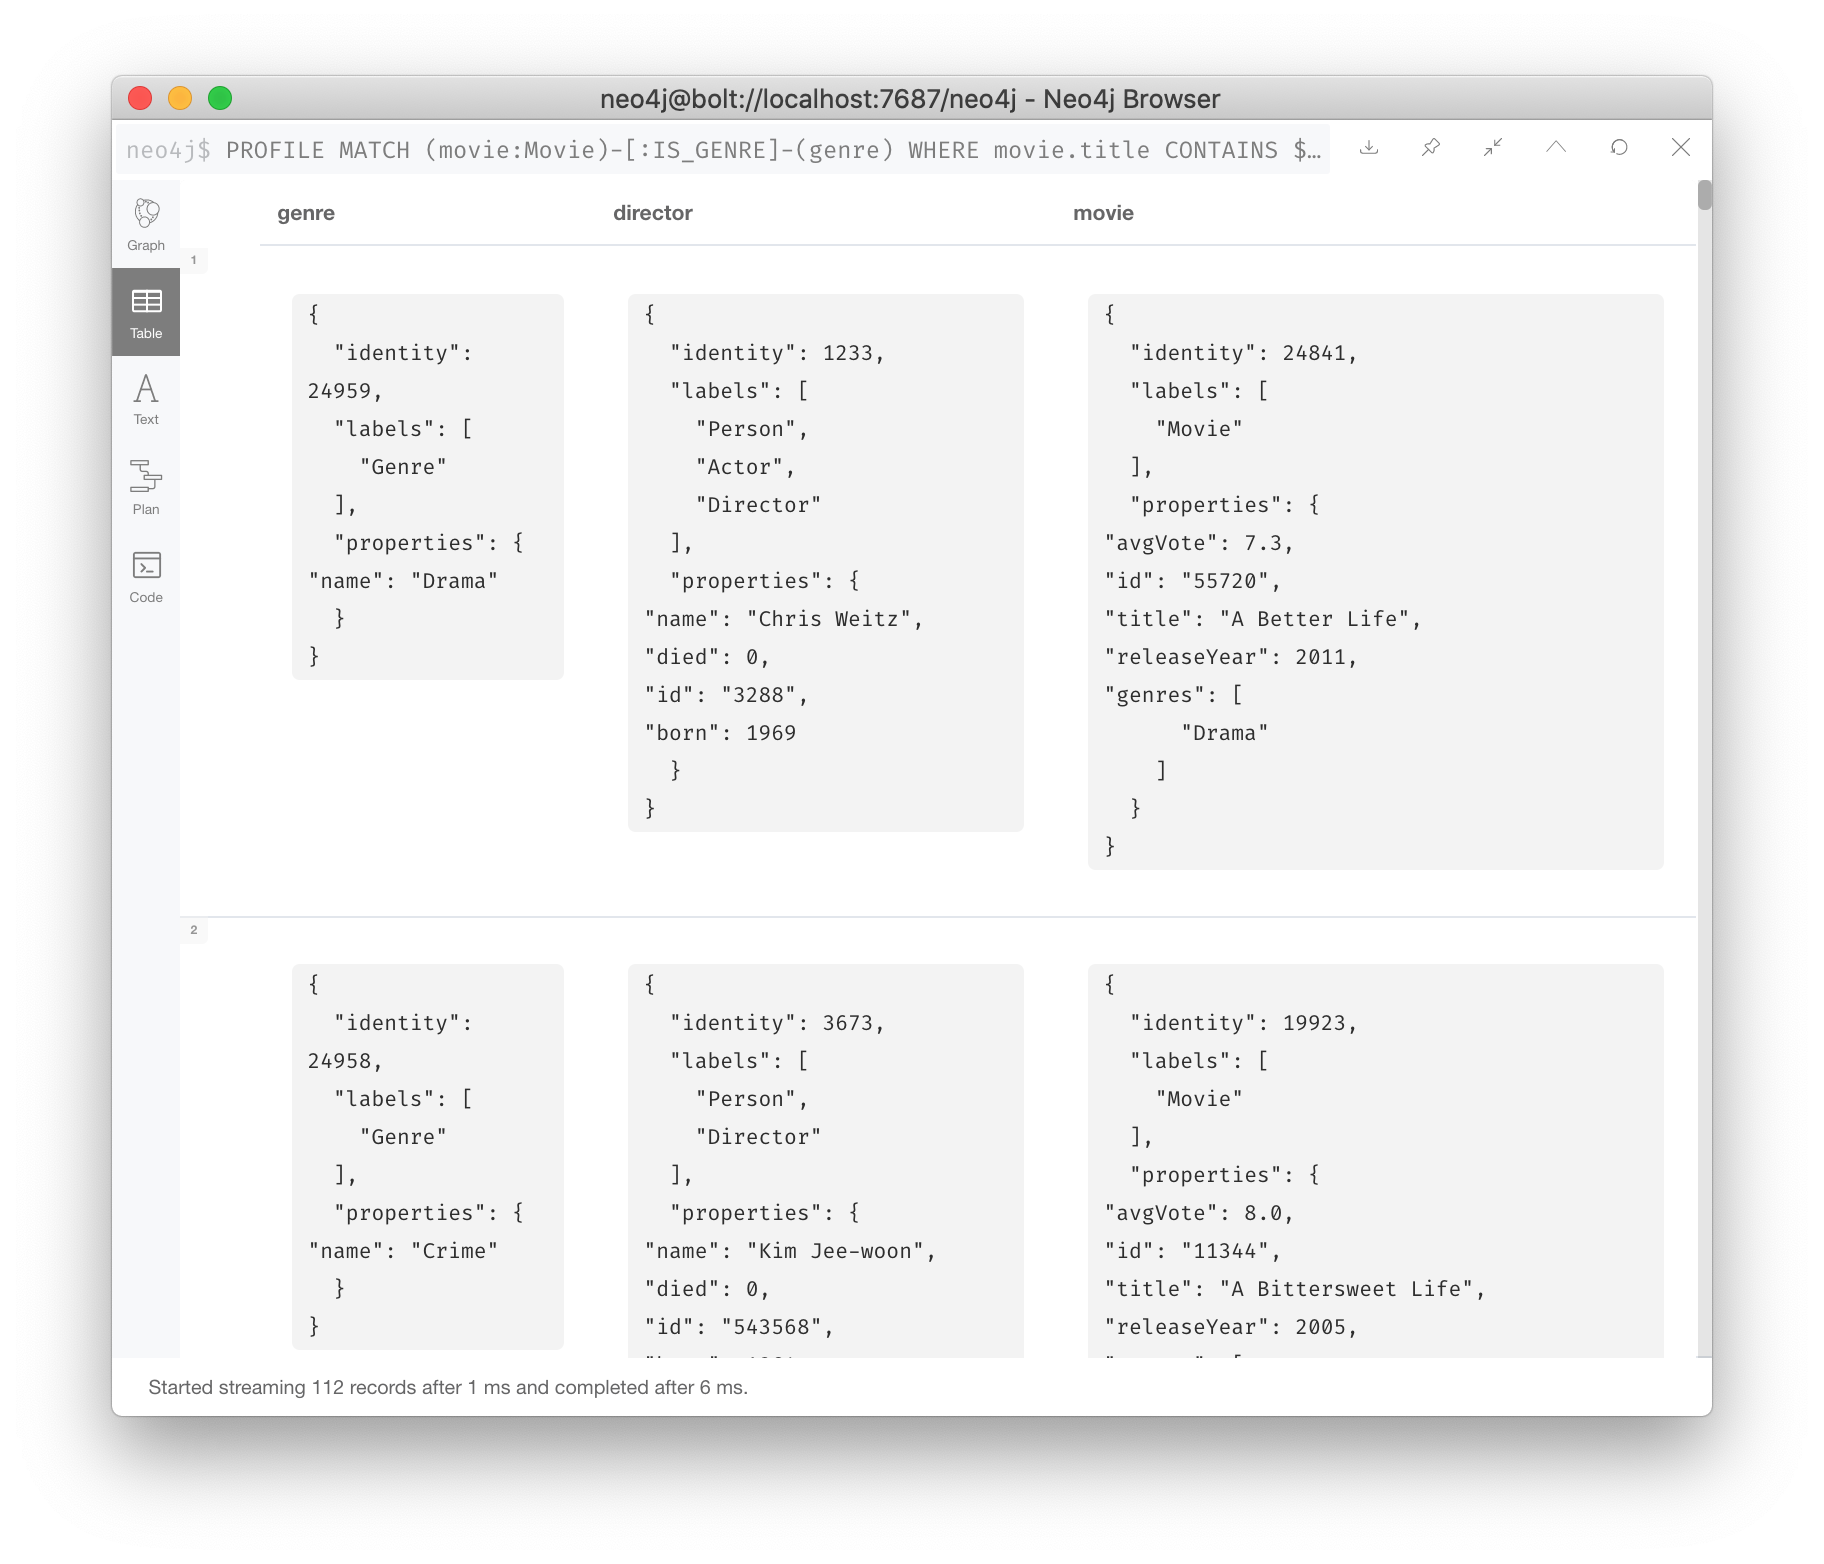 neo4j@bolt://localhost:7687/neo4j - Neo4j Browser
neo4j$ PROFILE MATCH (movie:Movie)-[:IS_GENRE]-(genre) WHERE movie.title CONTAINS $…
Graph
Table
Text
Plan
Code
genre director movie
1
{
"identity":
24959,
"labels": [
"Genre"
],
"properties": {
"name": "Drama"
}
}
{
"identity": 1233,
"labels": [
"Person",
"Actor",
"Director"
],
"properties": {
"name": "Chris Weitz",
"died": 0,
"id": "3288",
"born": 1969
}
}
{
"identity": 24841,
"labels": [
"Movie"
],
"properties": {
"avgVote": 7.3,
"id": "55720",
"title": "A Better Life",
"releaseYear": 2011,
"genres": [
"Drama"
]
}
}
2
{
"identity":
24958,
"labels": [
"Genre"
],
"properties": {
"name": "Crime"
}
}
{
"identity": 3673,
"labels": [
"Person",
"Director"
],
"properties": {
"name": "Kim Jee-woon",
"died": 0,
"id": "543568",
{
"identity": 19923,
"labels": [
"Movie"
],
"properties": {
"avgVote": 8.0,
"id": "11344",
"title": "A Bittersweet Life",
"releaseYear": 2005,
Started streaming 112 records after 1 ms and completed after 6 ms.